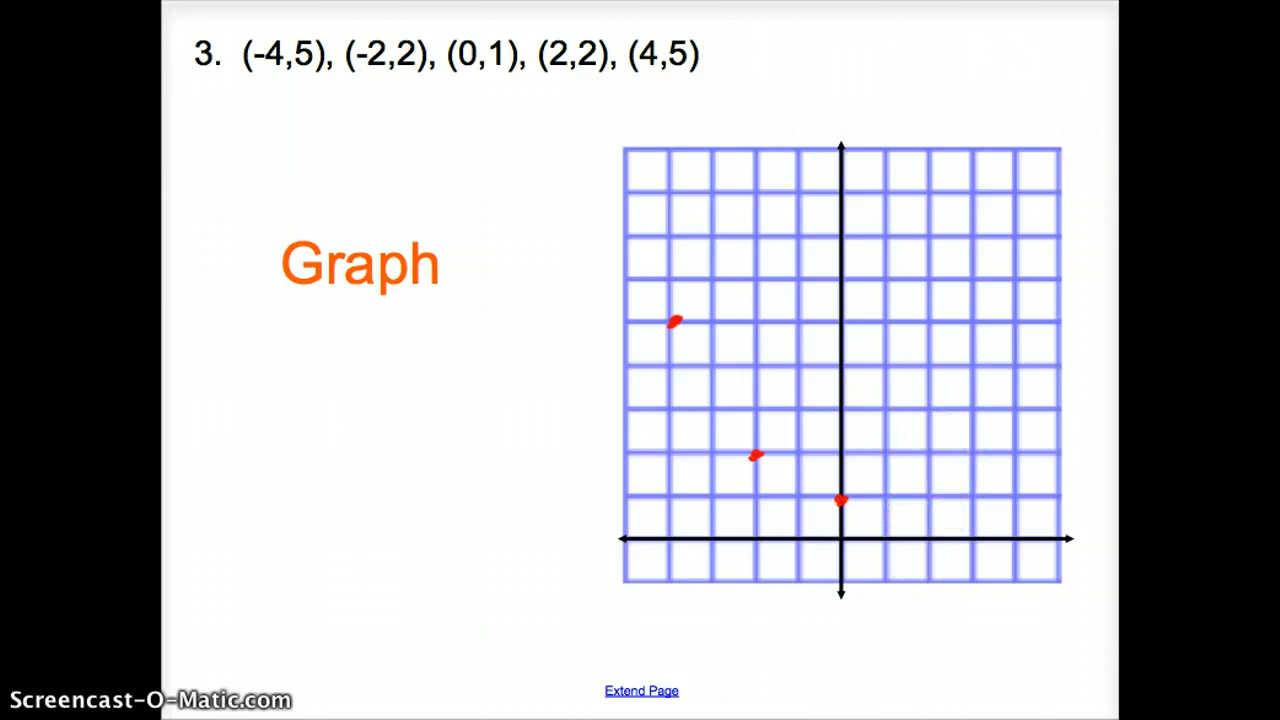 3. (-4,5), (-2,2), (0,1), (2,2), (4,5)
Graph
Extend Page
Screencast-O-Matic.com